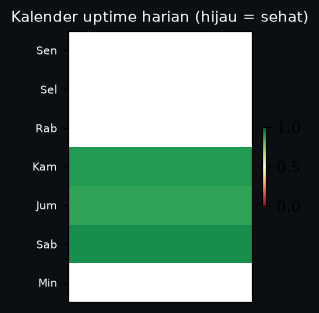 Kalender uptime harian (hijau = sehat)
Sen
Sel
Rab
Kam
Jum
Sab
Min
1.0
0.5
0.0